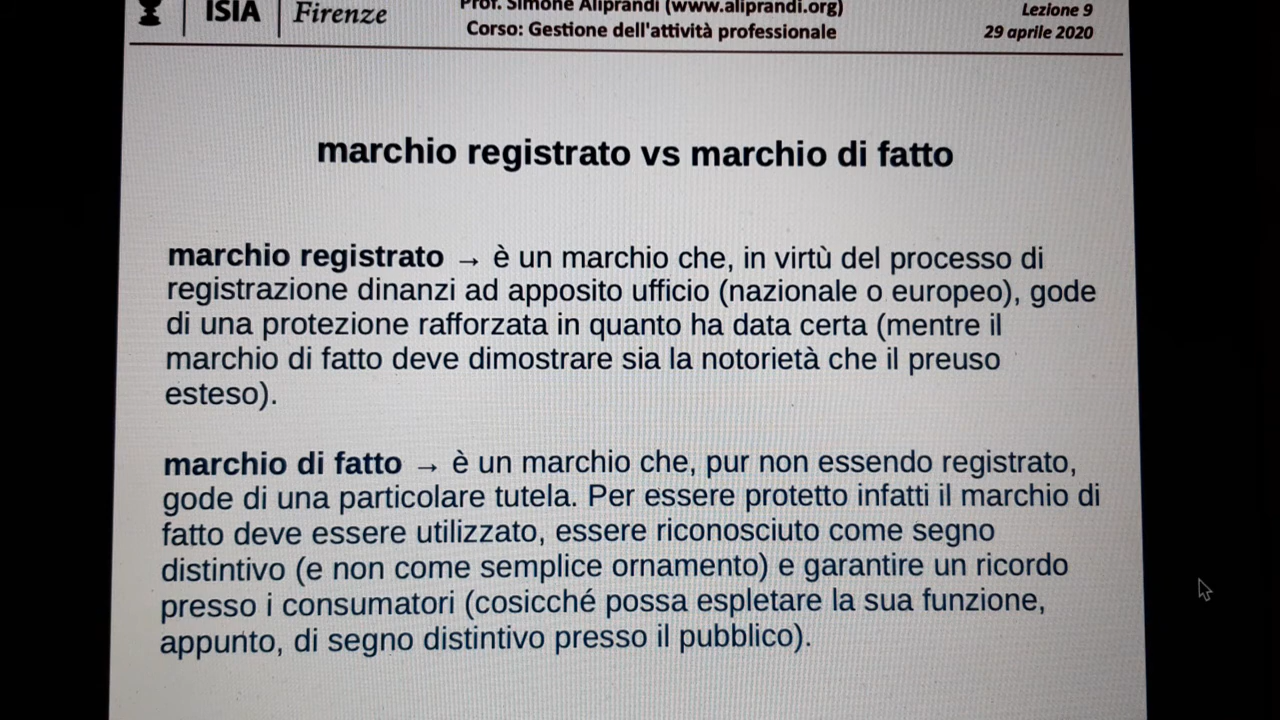 ISIA Firenze
Prof. Simone Aliprandi (www.aliprandi.org)
Corso: Gestione dell'attività professionale
Lezione 9
29 aprile 2020
marchio registrato vs marchio di fatto
marchio registrato → è un marchio che, in virtù del processo di
registrazione dinanzi ad apposito ufficio (nazionale o europeo), gode
di una protezione rafforzata in quanto ha data certa (mentre il
marchio di fatto deve dimostrare sia la notorietà che il preuso
esteso).
marchio di fatto → è un marchio che, pur non essendo registrato,
gode di una particolare tutela. Per essere protetto infatti il marchio di
fatto deve essere utilizzato, essere riconosciuto come segno
distintivo (e non come semplice ornamento) e garantire un ricordo
presso i consumatori (cosicché possa espletare la sua funzione,
appunto, di segno distintivo presso il pubblico).